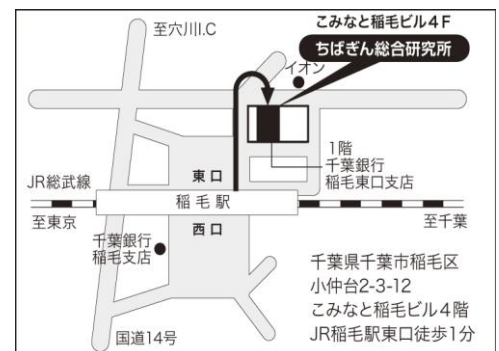 こみなと稲毛ビル4F
ちばぎん総合研究所
至穴川I.C
イオン
1階
千葉銀行
稲毛東口支店
東口
JR総武線
稲毛駅
至東京
至千葉
西口
千葉銀行
稲毛支店
国道14号
千葉県千葉市稲毛区
小仲台2-3-12
こみなと稲毛ビル4階
JR稲毛駅東口徒歩1分